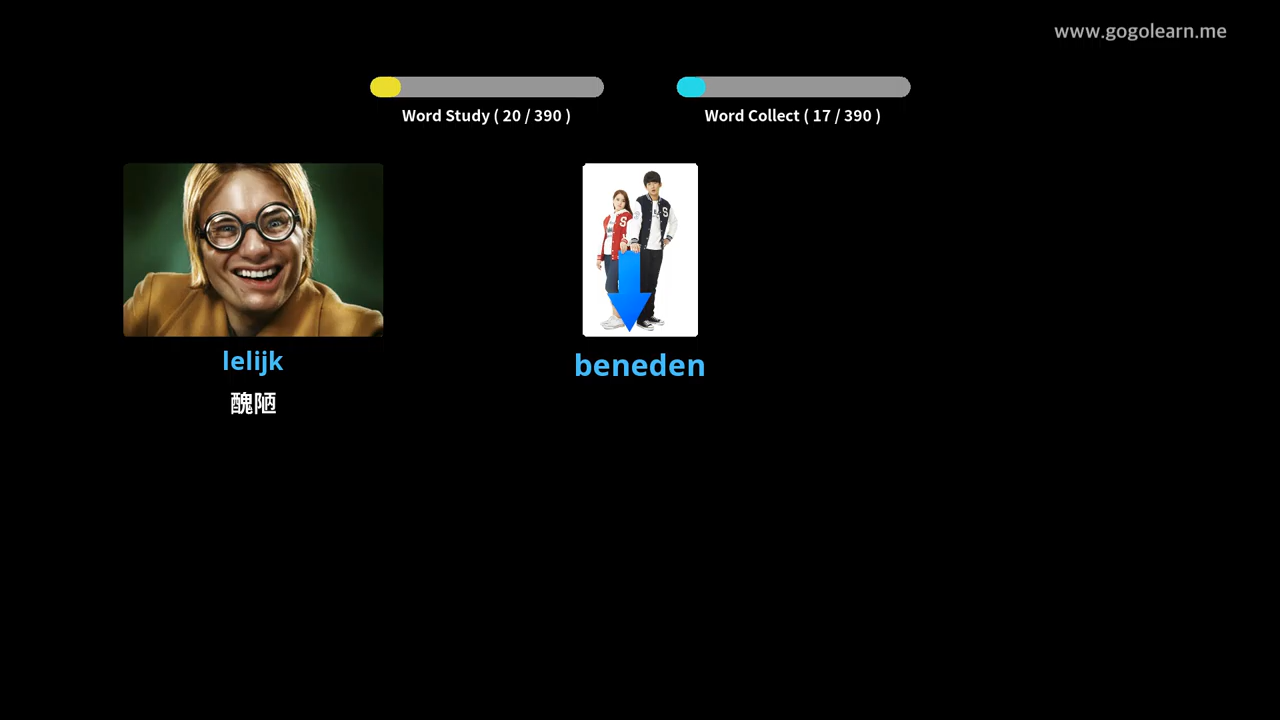 www.gogolearn.me
Word Study ( 20 / 390 )
Word Collect ( 17 / 390 )
S
S
lelijk
醜陋
beneden